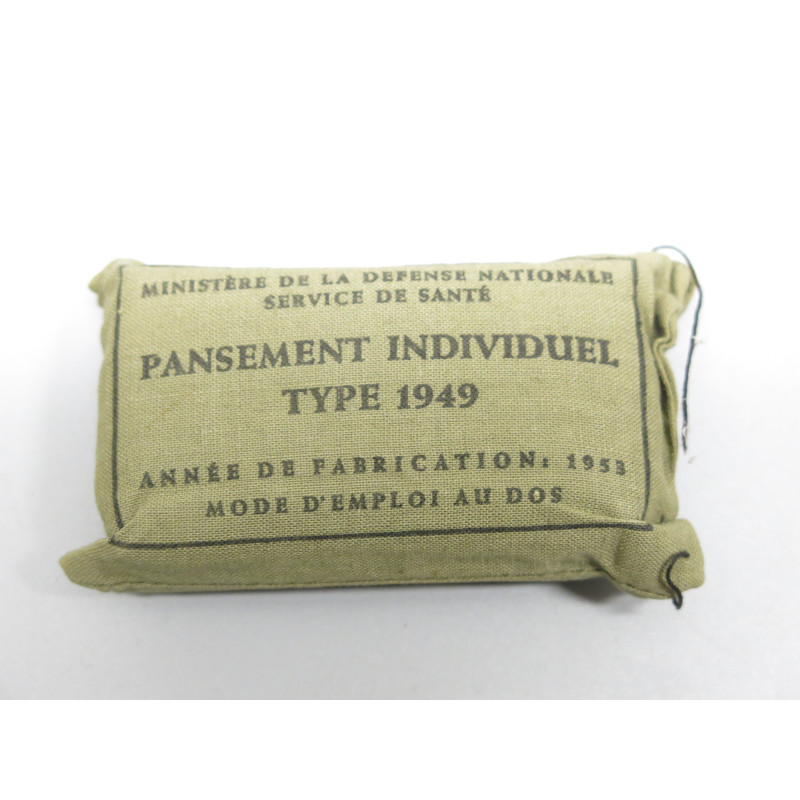 MINISTÈRE DE LA DEFENSE NATIONALE
SERVICE DE SANTÉ
PANSEMENT INDIVIDUEL
TYPE 1949
ANNÉE DE FABRICATION: 1953
MODE D'EMPLOI AU DOS